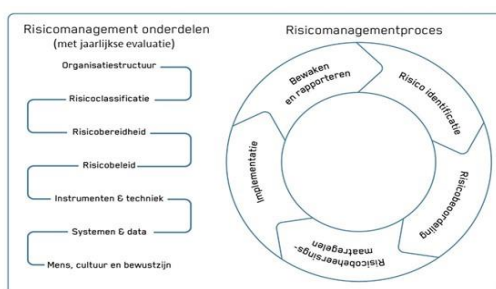 Risicomanagement onderdelen
(met jaarlijkse evaluatie)
Organisatiestructuur
Risicoclassificatie
Risicobereidheid
Risicobeleid
Instrumenten & techniek
Systemen & data
Mens, cultuur en bewustzijn
Risicomanagementproces
Bewaken
en rapporteren
Risico identificatie
Risicobeoordeling
Risicobeheersings-
maatregelen
Implementatie